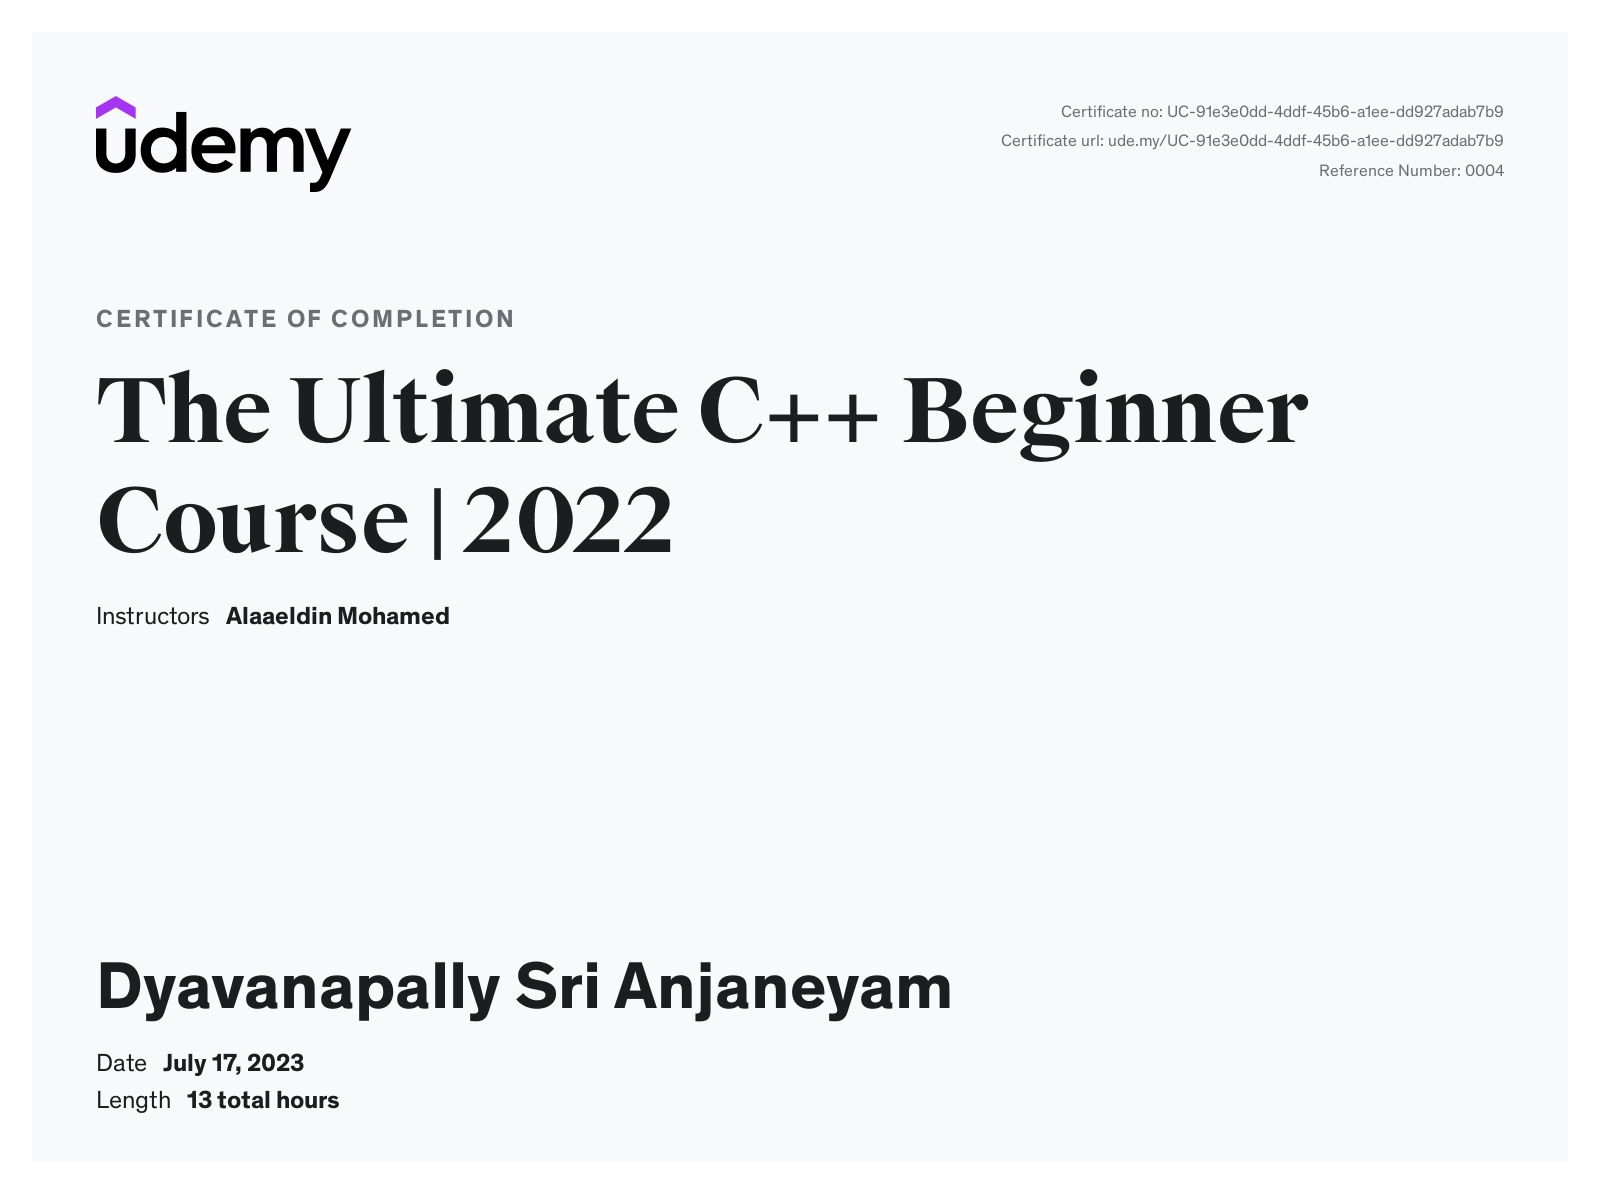 udemy
Certificate no: UC-91e3e0dd-4ddf-45b6-a1ee-dd927adab7b9
Certificate url: ude.my/UC-91e3e0dd-4ddf-45b6-a1ee-dd927adab7b9
Reference Number: 0004
CERTIFICATE OF COMPLETION
The Ultimate C++ Beginner
Course | 2022
Instructors Alaaeldin Mohamed
Dyavanapally Sri Anjaneyam
Date July 17, 2023
Length 13 total hours